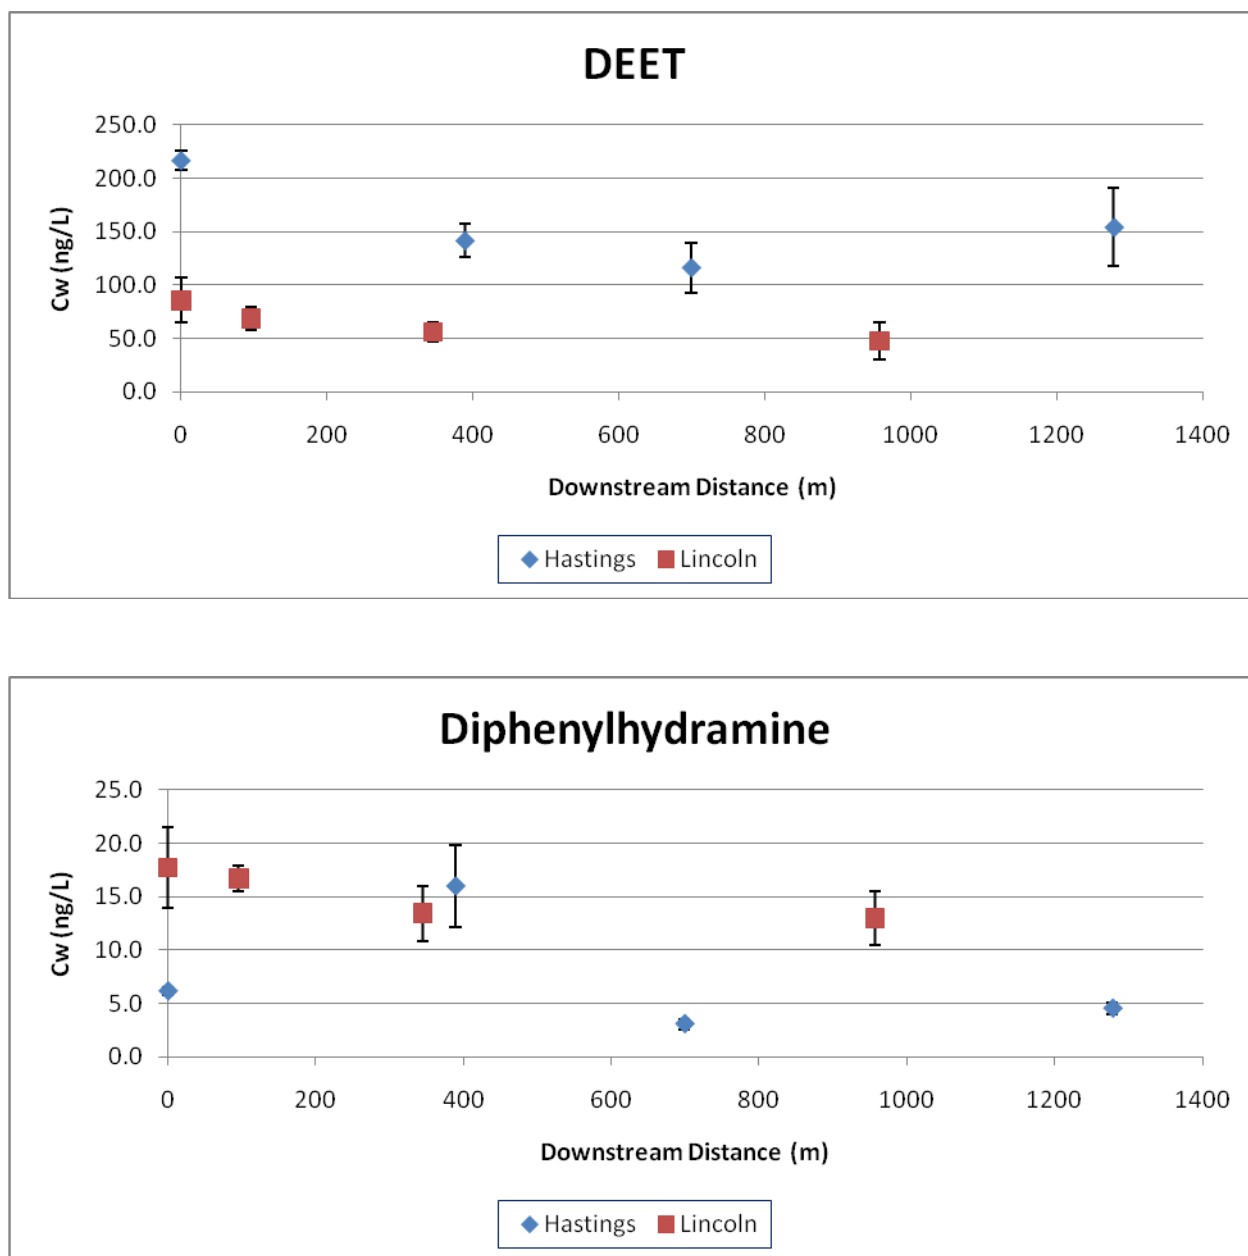 DEET
250.0
200.0
150.0
100.0
50.0
0.0
Cw (ng/L)
0 200 400 600 800 1000 1200 1400
Downstream Distance (m)
Hastings Lincoln
Diphenylhydramine
25.0
20.0
15.0
10.0
5.0
0.0
Cw (ng/L)
0 200 400 600 800 1000 1200 1400
Downstream Distance (m)
Hastings Lincoln